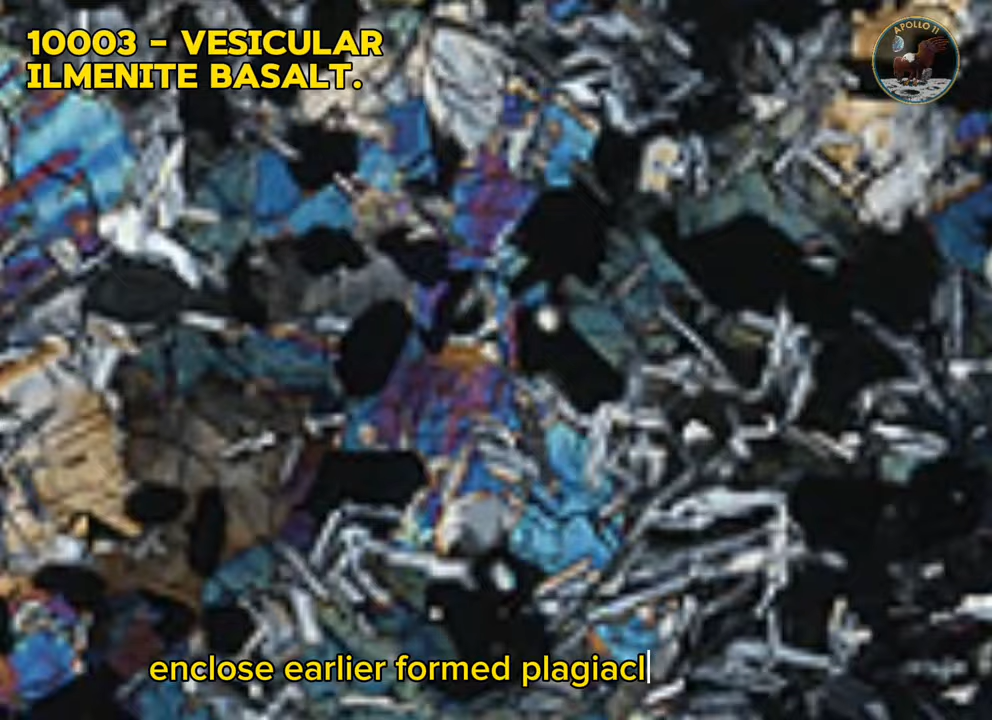 10003 - VESICULAR
ILMENITE BASALT.
APOLLO 11
enclose earlier formed plagiacl